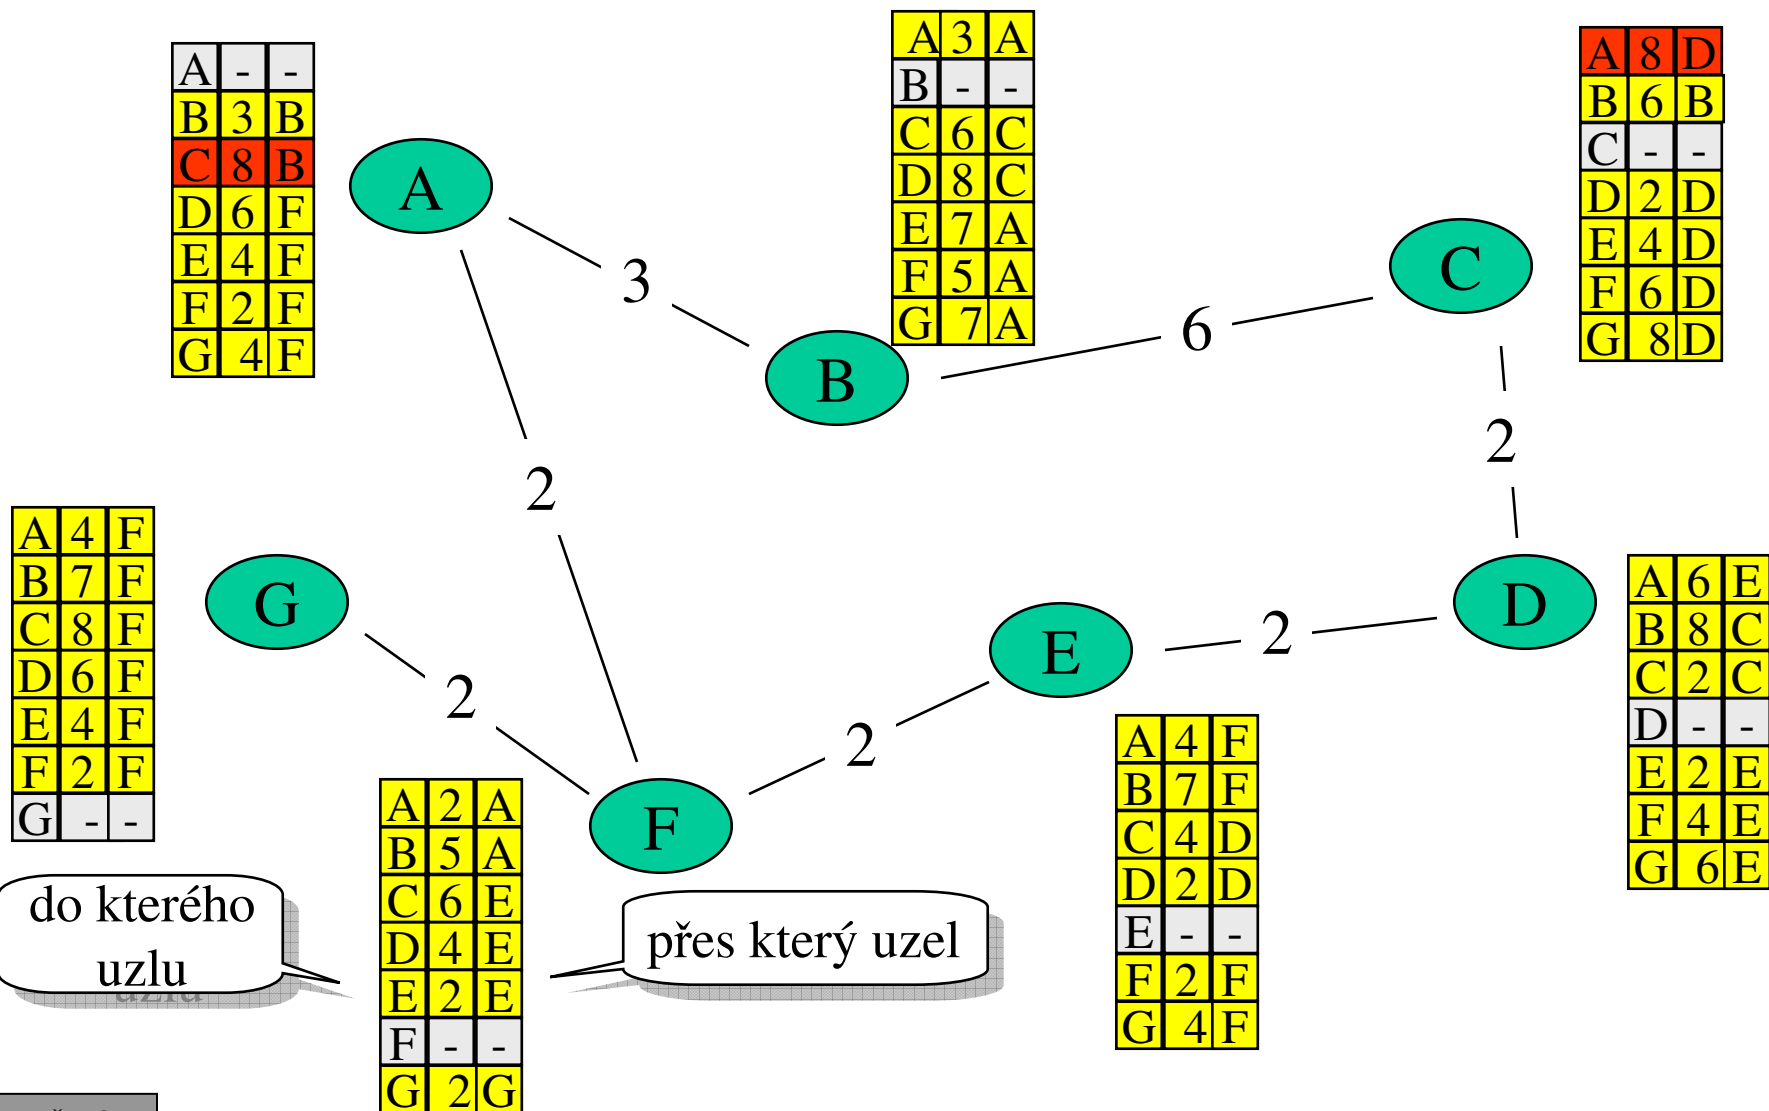 A - -
B 3 B
C 8 B
D 6 F
E 4 F
F 2 F
G 4 F
A 3 A
B - -
C 6 C
D 8 C
E 7 A
F 5 A
G 7 A
A 8 D
B 6 B
C - -
D 2 D
E 4 D
F 6 D
G 8 D
A
3
B
6
C
2
2
A 4 F
B 7 F
C 8 F
D 6 F
E 4 F
F 2 F
G - -
G
2
F
2
E
2
D
A 6 E
B 8 C
C 2 C
D - -
E 2 E
F 4 E
G 6 E
A 2 A
B 5 A
C 6 E
D 4 E
E 2 E
F - -
G 2 G
A 4 F
B 7 F
C 4 D
D 2 D
E - -
F 2 F
G 4 F
do kterého
uzlu
přes který uzel